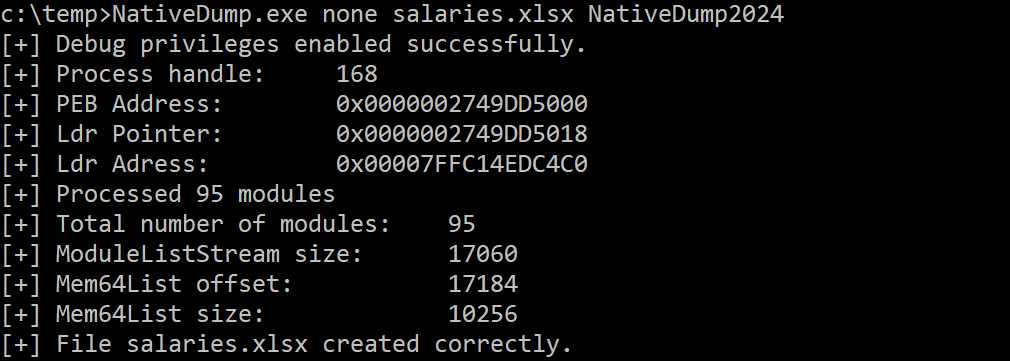 c:\temp>NativeDump.exe none salaries.xlsx NativeDump2024
[+] Debug privileges enabled successfully.
[+] Process handle:     168
[+] PEB Address:        0x0000002749DD5000
[+] Ldr Pointer:        0x0000002749DD5018
[+] Ldr Adress:         0x00007FFC14EDC4C0
[+] Processed 95 modules
[+] Total number of modules:    95
[+] ModuleListStream size:      17060
[+] Mem64List offset:           17184
[+] Mem64List size:             10256
[+] File salaries.xlsx created correctly.